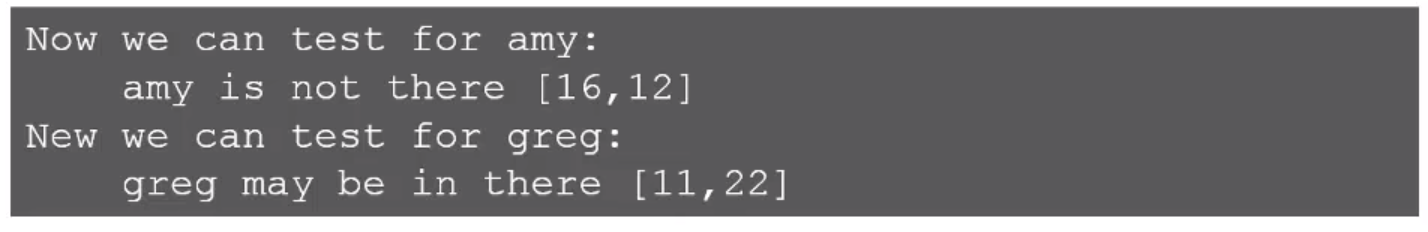 Now we can test for amy:
amy is not there [16,12]
New we can test for greg:
greg may be in there [11,22]